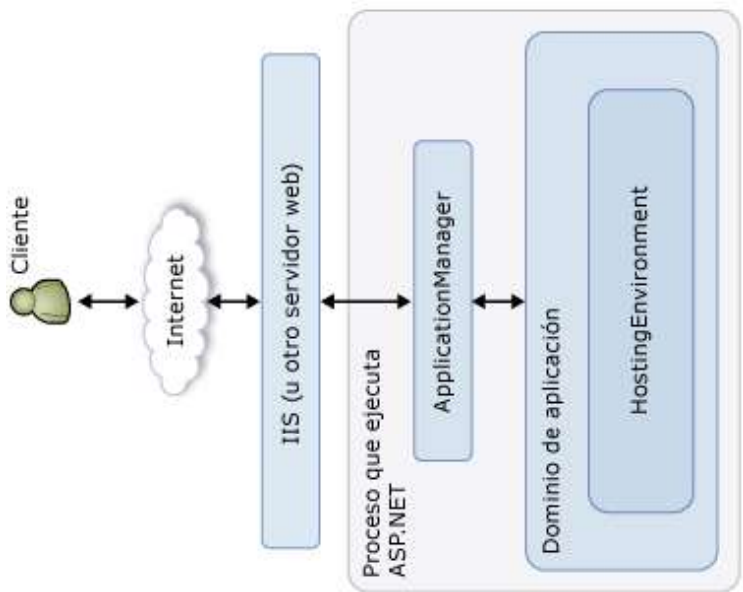 Cliente
Internet
IIS (u otro servidor web)
Proceso que ejecuta
ASP.NET
ApplicationManager
Dominio de aplicación
HostingEnvironment